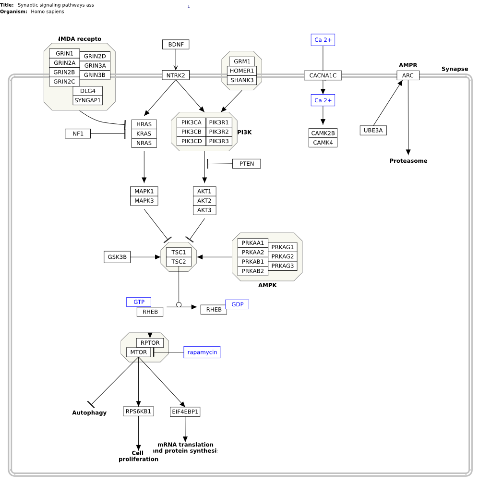 Title: Synaptic signaling pathways ass
Organism: Homo sapiens
IMDA recepto
GRIN1
GRIN2D
GRIN2A
GRIN3A
GRIN2B
GRIN3B
GRIN2C
DLG4
SYNGAP1
BDNF
NTRK2
GRM1
HOMER1
SHANK3
Ca 2+
CACNA1C
Ca 2+
CAMK2B
CAMK4
AMPR
ARC
Synapse
UBE3A
Proteasome
NF1
HRAS
KRAS
NRAS
PIK3CA
PIK3R1
PIK3CB
PIK3R2
PIK3CD
PIK3R3
PI3K
PTEN
MAPK1
MAPK3
AKT1
AKT2
AKT3
GSK3B
TSC1
TSC2
PRKAA1
PRKAG1
PRKAA2
PRKAG2
PRKAB1
PRKAG3
PRKAB2
AMPK
GTP
RHEB
RHEB
GDP
RPTOR
MTOR
rapamycin
Autophagy
RPS6KB1
EIF4EBP1
Cell
proliferation
mRNA translation
and protein synthesi